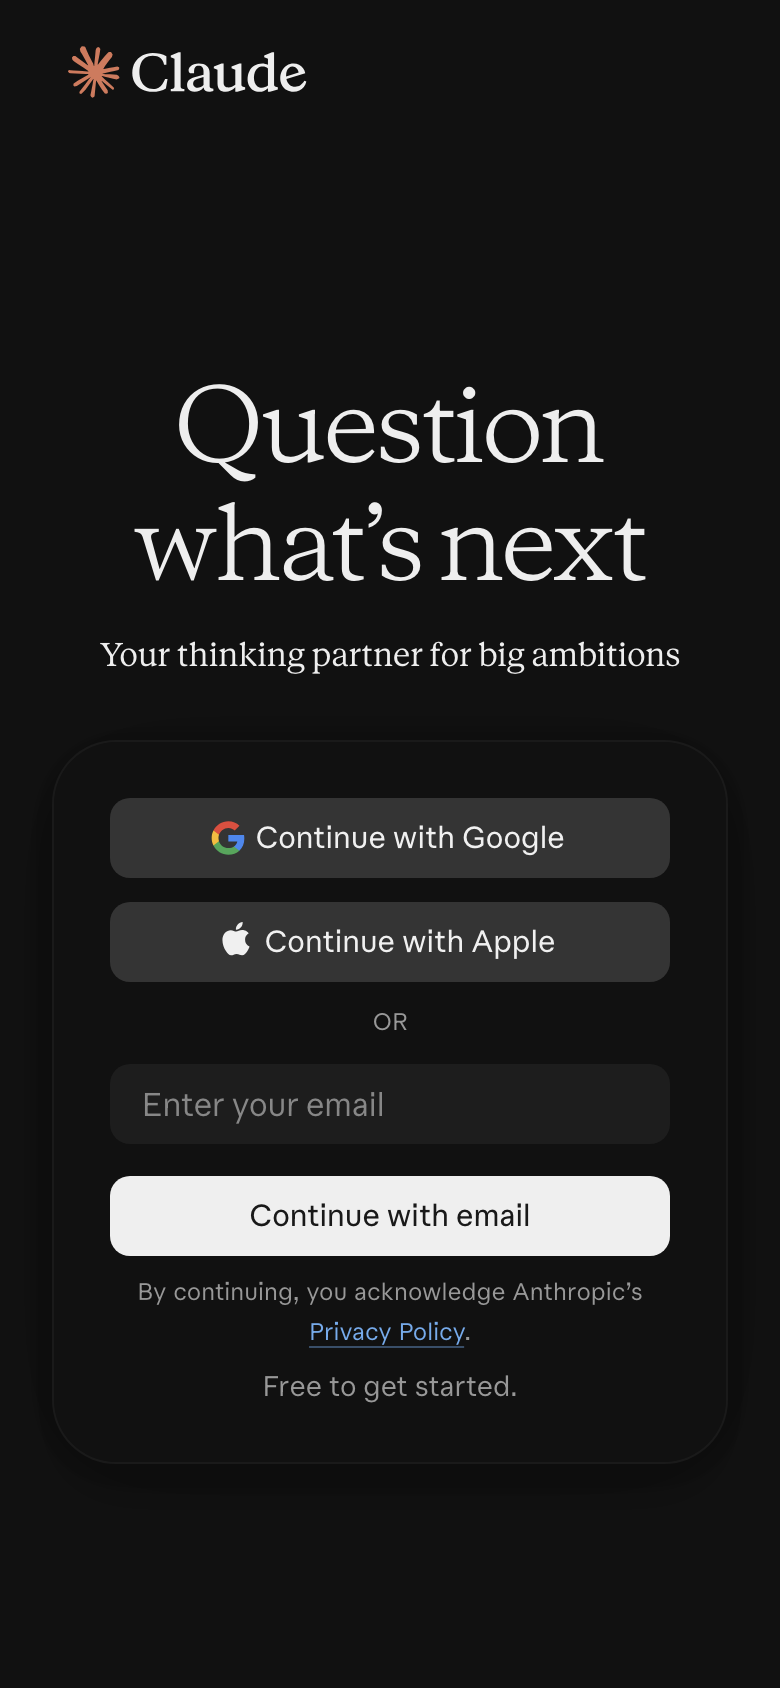 Claude
Question
what’s next
Your thinking partner for big ambitions
Continue with Google
Continue with Apple
OR
Enter your email
Continue with email
By continuing, you acknowledge Anthropic’s
Privacy Policy.
Free to get started.